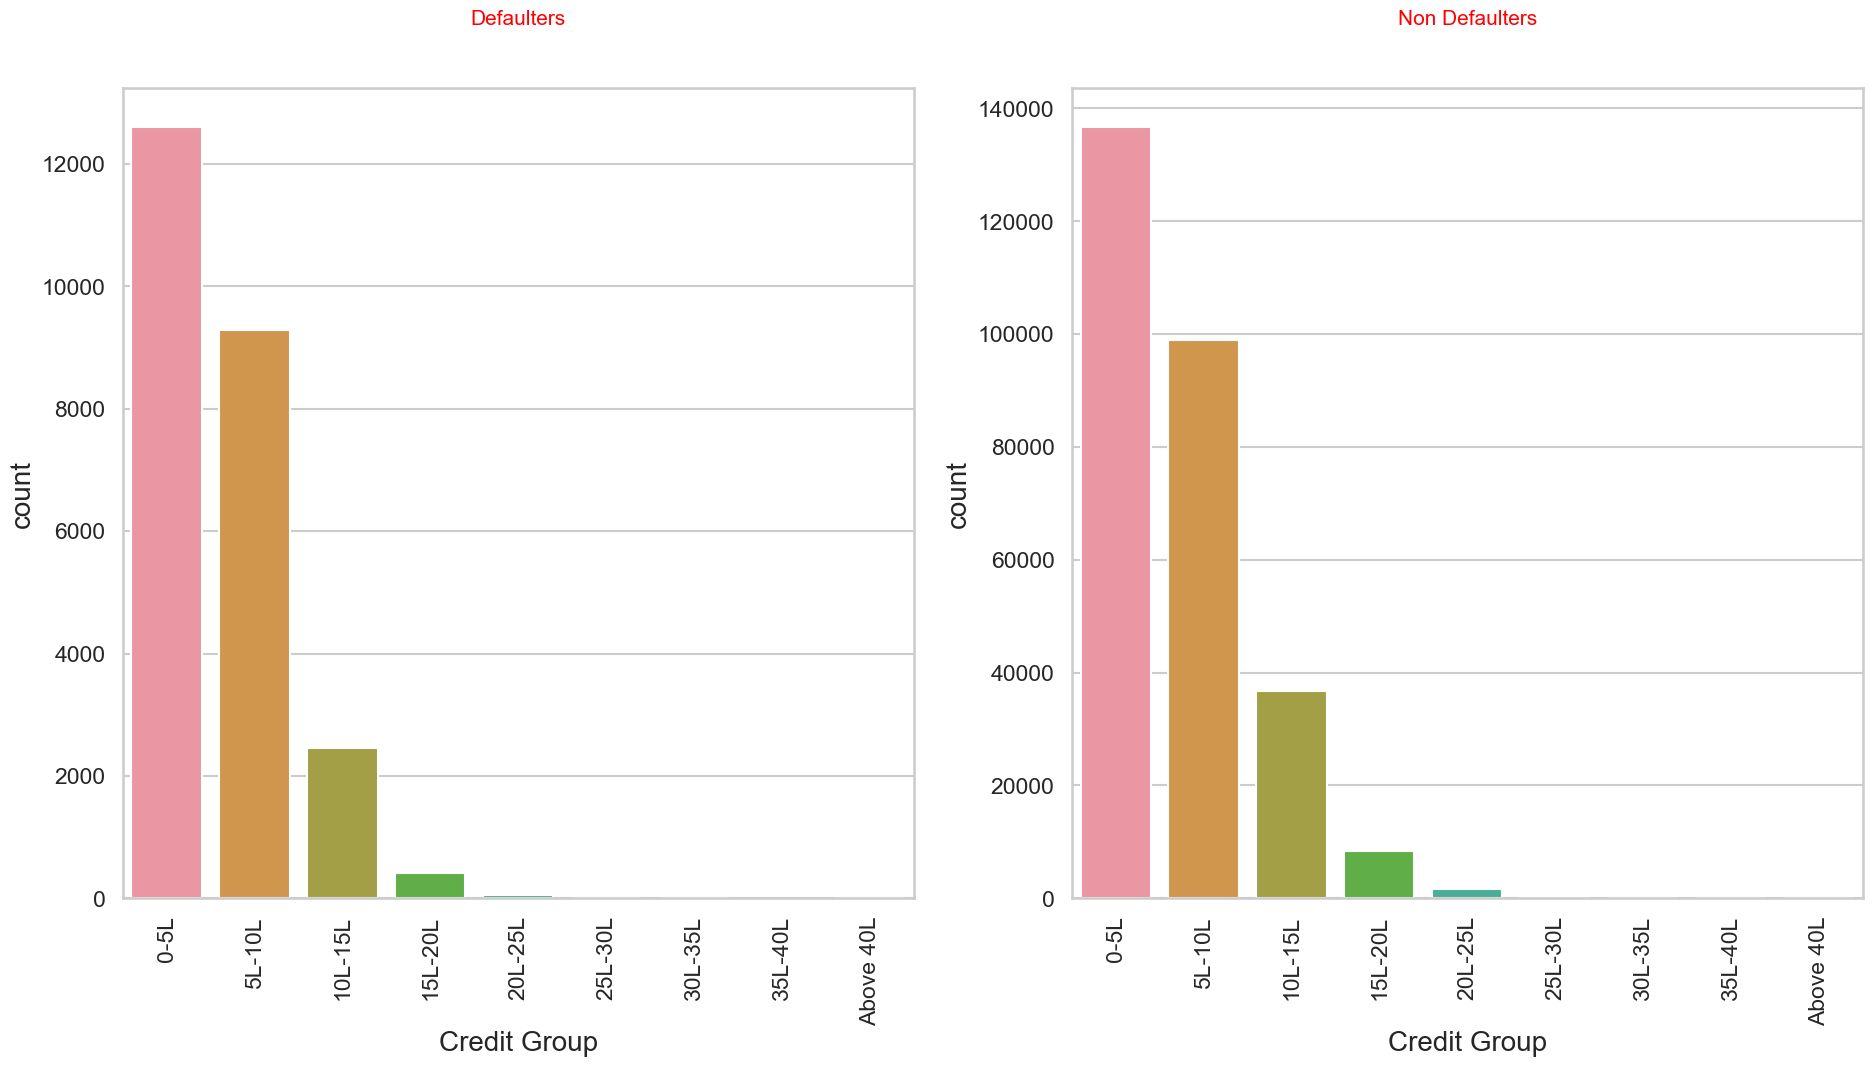 Defaulters
12000
10000
8000
6000
4000
2000
0
count
0-5L
5L-10L
10L-15L
15L-20L
20L-25L
25L-30L
30L-35L
35L-40L
Above 40L
Credit Group
Non Defaulters
140000
120000
100000
80000
60000
40000
20000
0
count
0-5L
5L-10L
10L-15L
15L-20L
20L-25L
25L-30L
30L-35L
35L-40L
Above 40L
Credit Group